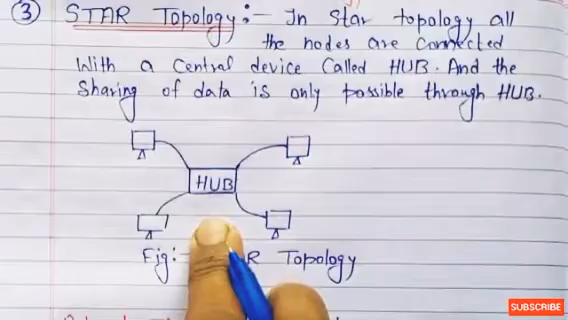 ③ STAR Topology:- In Star topology all
the nodes are connected
With a Central device Called HUB. And the
Sharing of data is only possible through HUB.
HUB
Fig:- R Topology
SUBSCRIBE